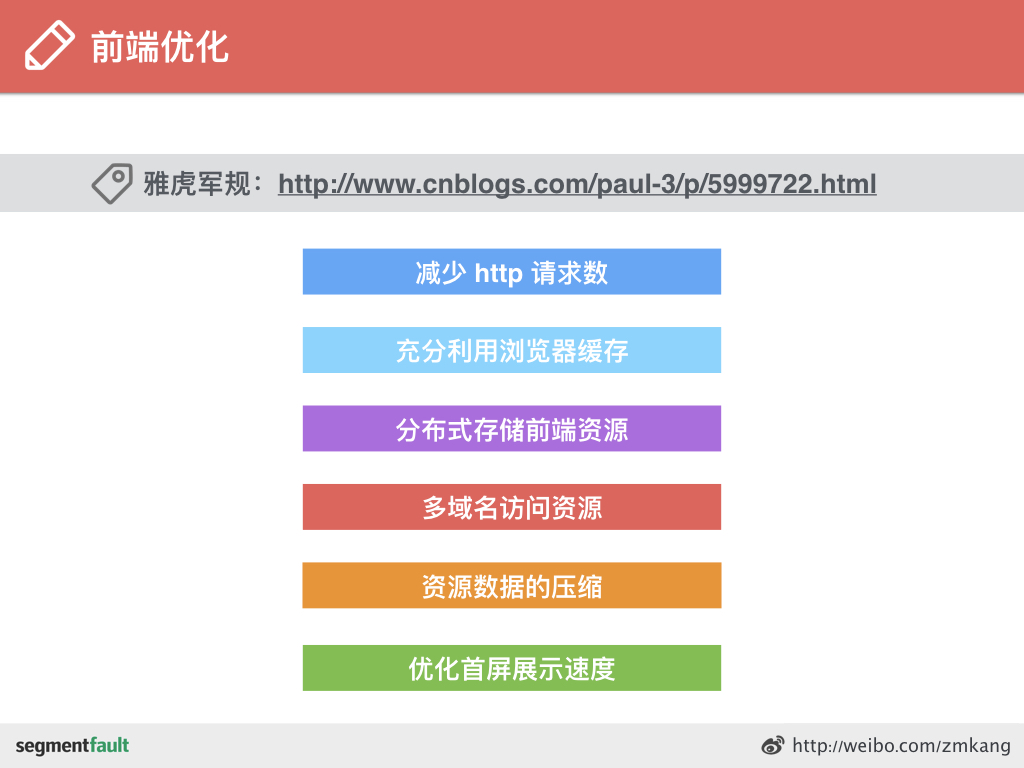 前端优化
雅虎军规：http://www.cnblogs.com/paul-3/p/5999722.html
减少 http 请求数
充分利用浏览器缓存
分布式存储前端资源
多域名访问资源
资源数据的压缩
优化首屏展示速度
segmentfault
http://weibo.com/zmkang